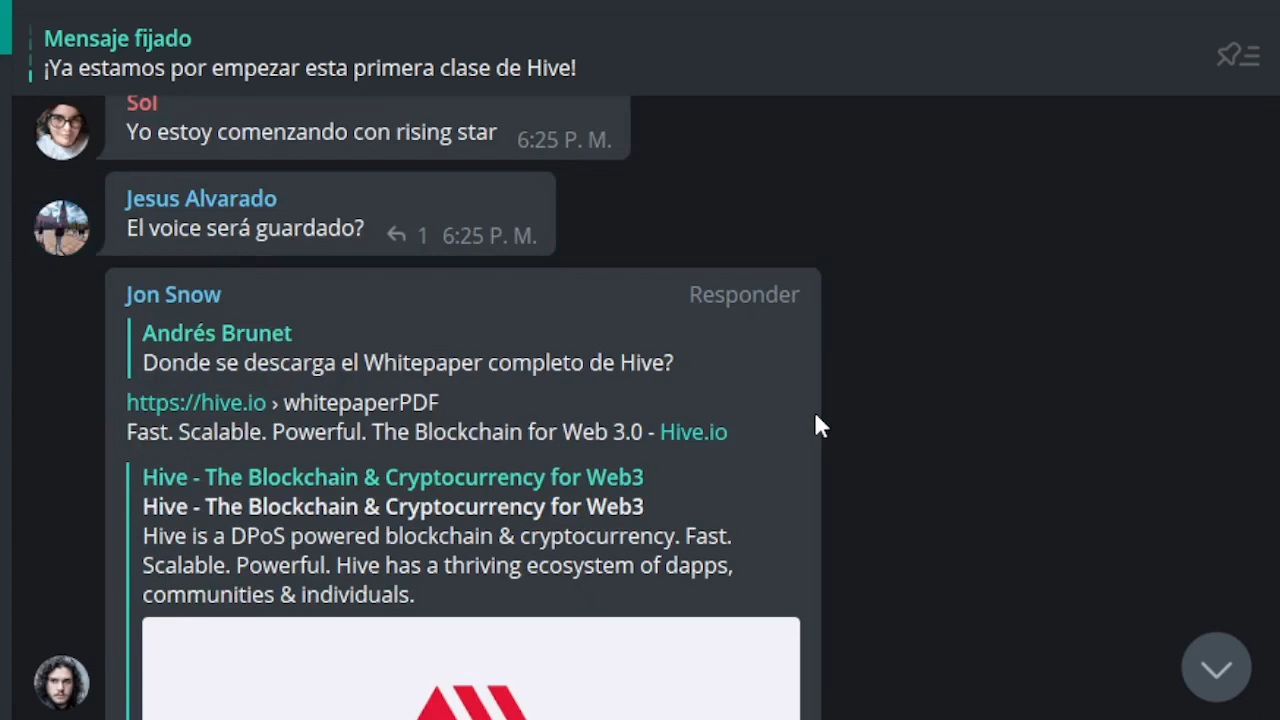 Mensaje fijado
¡Ya estamos por empezar esta primera clase de Hive!
Sol
Yo estoy comenzando con rising star 6:25 P. M.
Jesus Alvarado
El voice será guardado? 1 6:25 P. M.
Jon Snow Responder
Andrés Brunet
Donde se descarga el Whitepaper completo de Hive?
https://hive.io › whitepaperPDF
Fast. Scalable. Powerful. The Blockchain for Web 3.0 - Hive.io
Hive - The Blockchain & Cryptocurrency for Web3
Hive - The Blockchain & Cryptocurrency for Web3
Hive is a DPoS powered blockchain & cryptocurrency. Fast.
Scalable. Powerful. Hive has a thriving ecosystem of dapps,
communities & individuals.